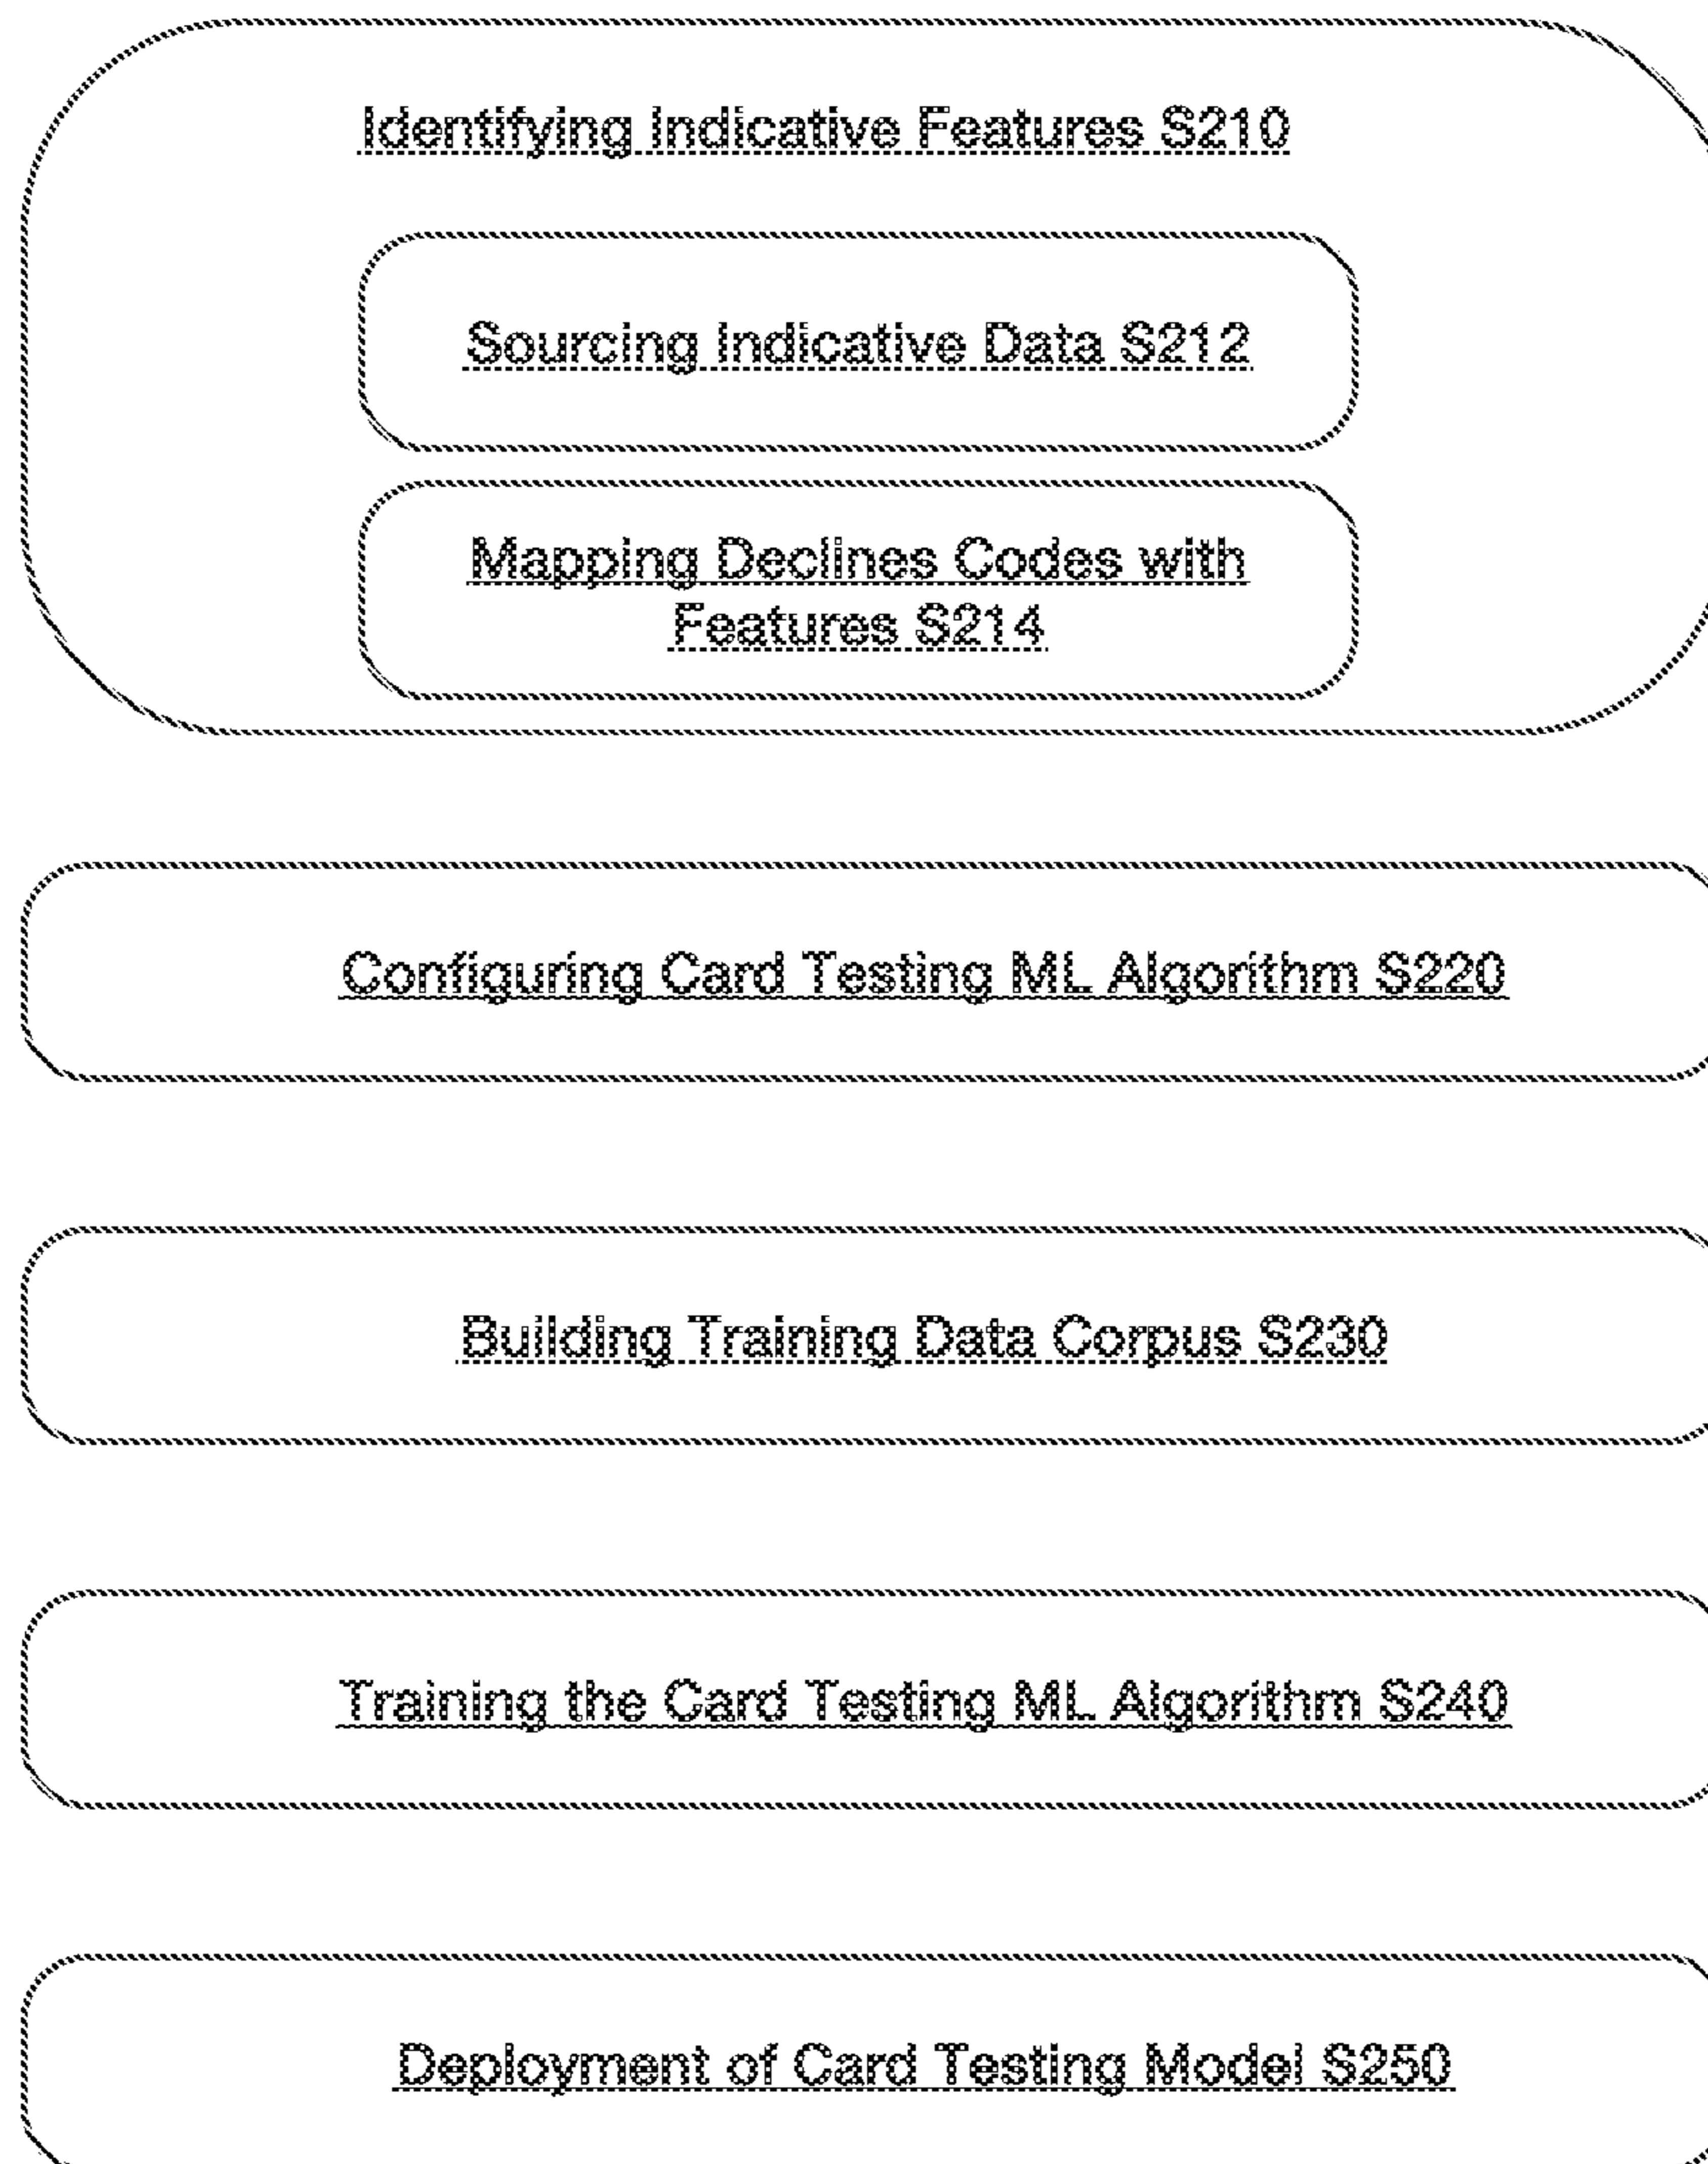 Identifying Indicative Features S210
Sourcing Indicative Data S212
Mapping Declines Codes with
Features S214
Configuring Card Testing ML Algorithm S220
Building Training Data Corpus S230
Training the Card Testing ML Algorithm S240
Deployment of Card Testing Model S250